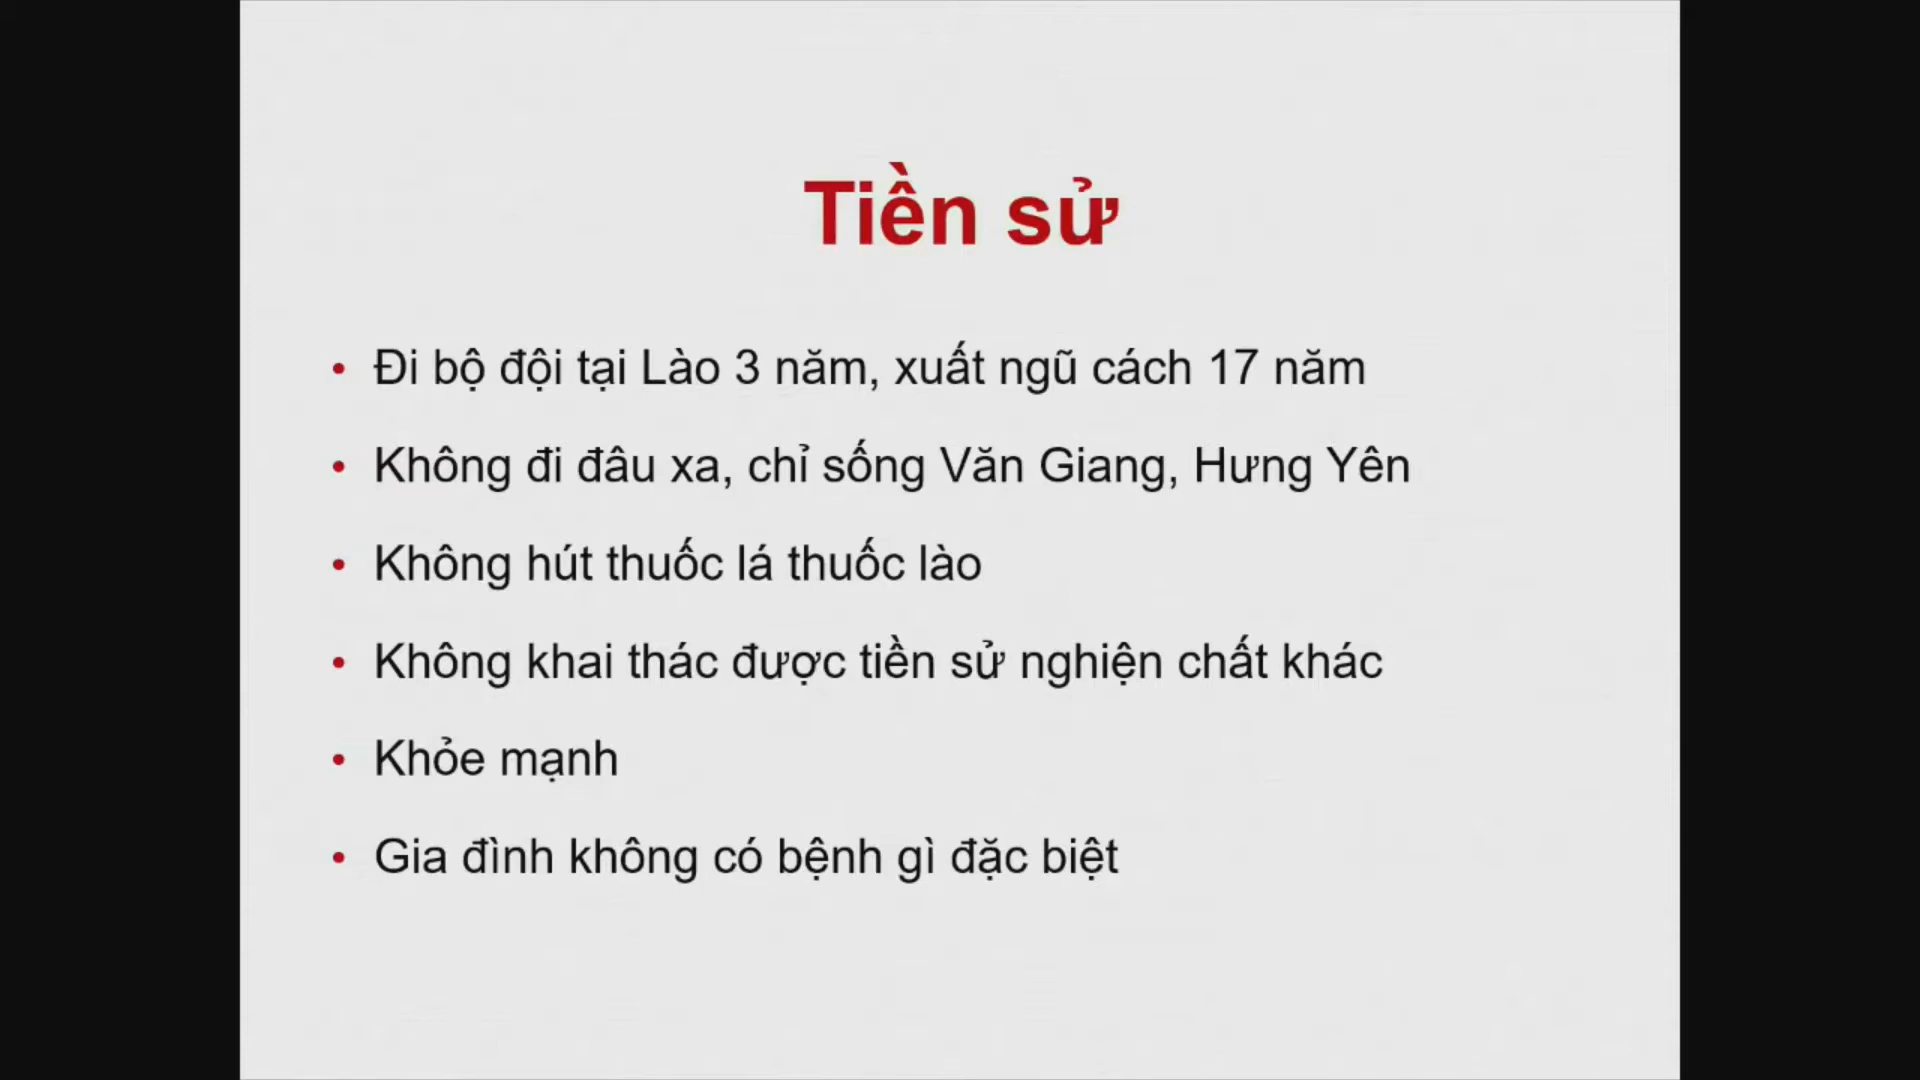 Tiền sử
• Đi bộ đội tại Lào 3 năm, xuất ngũ cách 17 năm
• Không đi đâu xa, chỉ sống Văn Giang, Hưng Yên
• Không hút thuốc lá thuốc lào
• Không khai thác được tiền sử nghiện chất khác
• Khỏe mạnh
• Gia đình không có bệnh gì đặc biệt